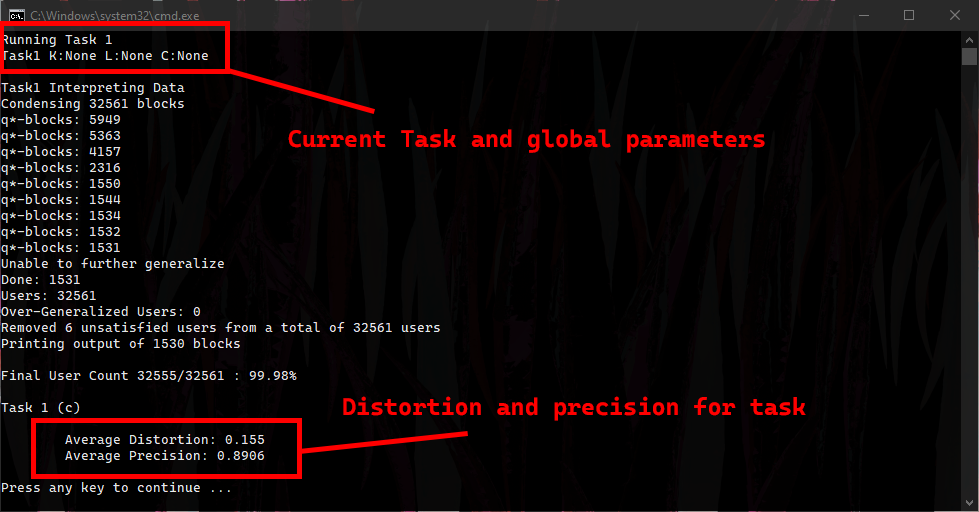 C:\Windows\system32\cmd.exe
Running Task 1
Task1 K:None L:None C:None
Task1 Interpreting Data
Condensing 32561 blocks
q*-blocks: 5949
q*-blocks: 5363
Current Task and global parameters
q*-blocks: 4157
q*-blocks: 2316
q*-blocks: 1550
q*-blocks: 1544
q*-blocks: 1534
q*-blocks: 1532
q*-blocks: 1531
Unable to further generalize
Done: 1531
Users: 32561
Over-Generalized Users: 0
Removed 6 unsatisfied users from a total of 32561 users
Printing output of 1530 blocks
Final User Count 32555/32561 : 99.98%
Task 1 (c)
Distortion and precision for task
Average Distortion: 0.155
Average Precision: 0.8906
Press any key to continue ...